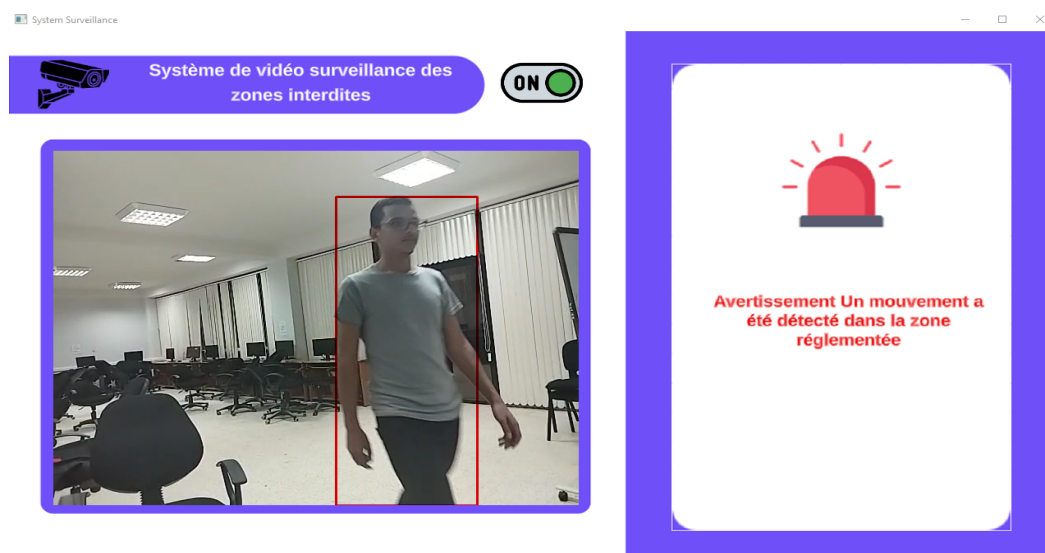 System Surveillance
Système de vidéo surveillance des
zones interdites
ON
Avertissement Un mouvement a
été détecté dans la zone
réglementée